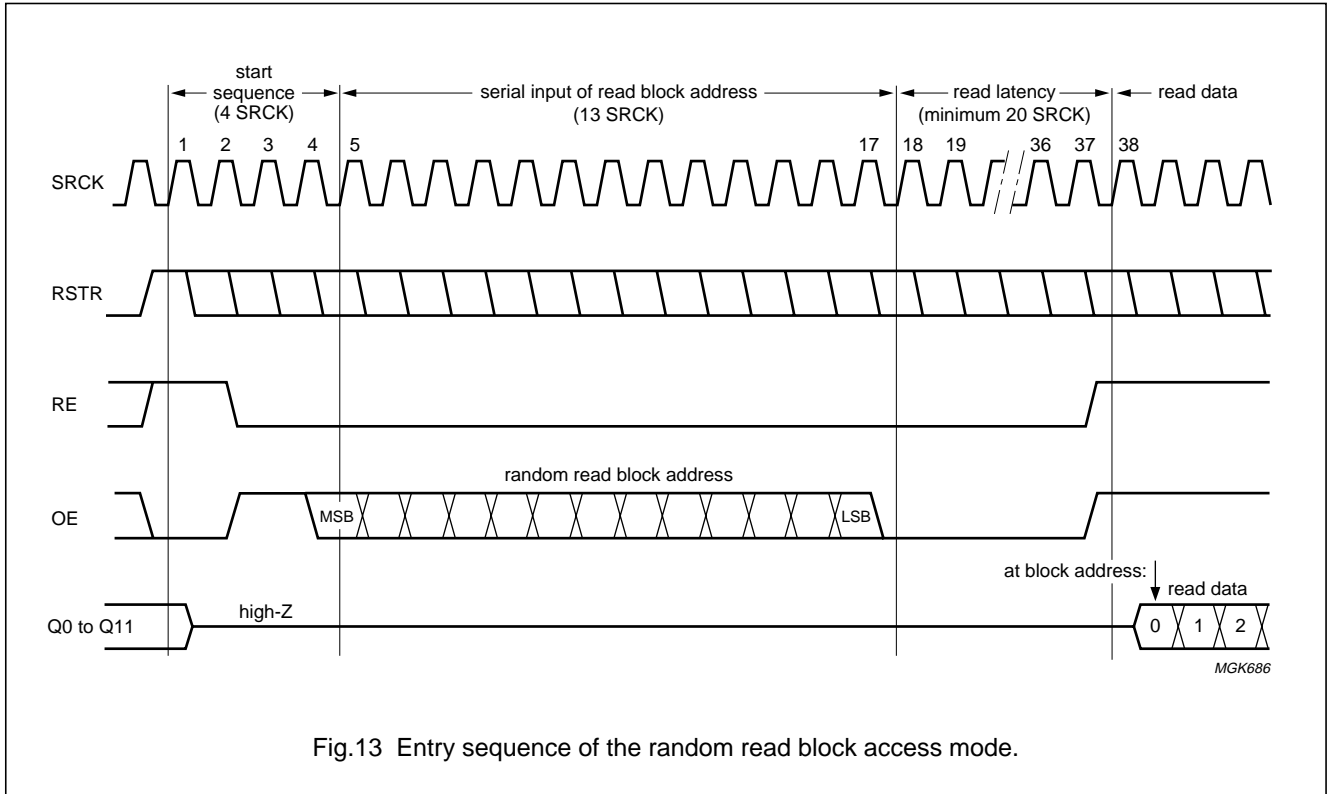 start
sequence
(4 SRCK)
serial input of read block address
(13 SRCK)
read latency
(minimum 20 SRCK)
read data
1 2 3 4 5 17 18 19 36 37 38
SRCK
RSTR
RE
random read block address
OE
MSB
LSB
at block address:
read data
high-Z
Q0 to Q11
0 1 2
MGK686
Fig.13 Entry sequence of the random read block access mode.